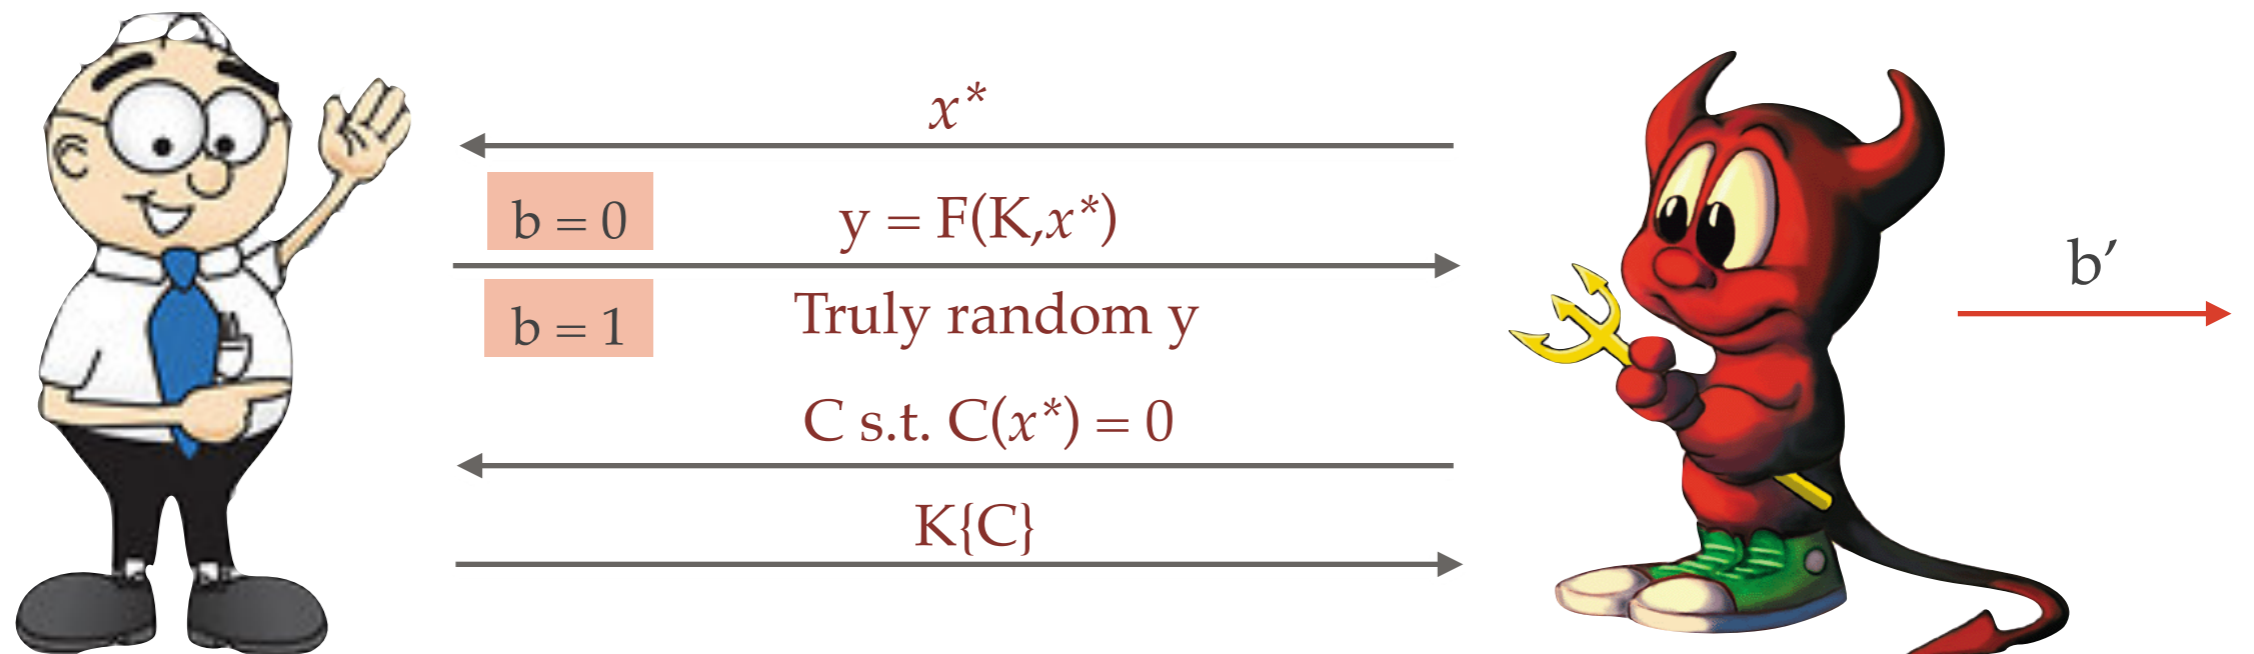 x*
b = 0
y = F(K,x*)
b = 1
Truly random y
b’
C s.t. C(x*) = 0
K{C}